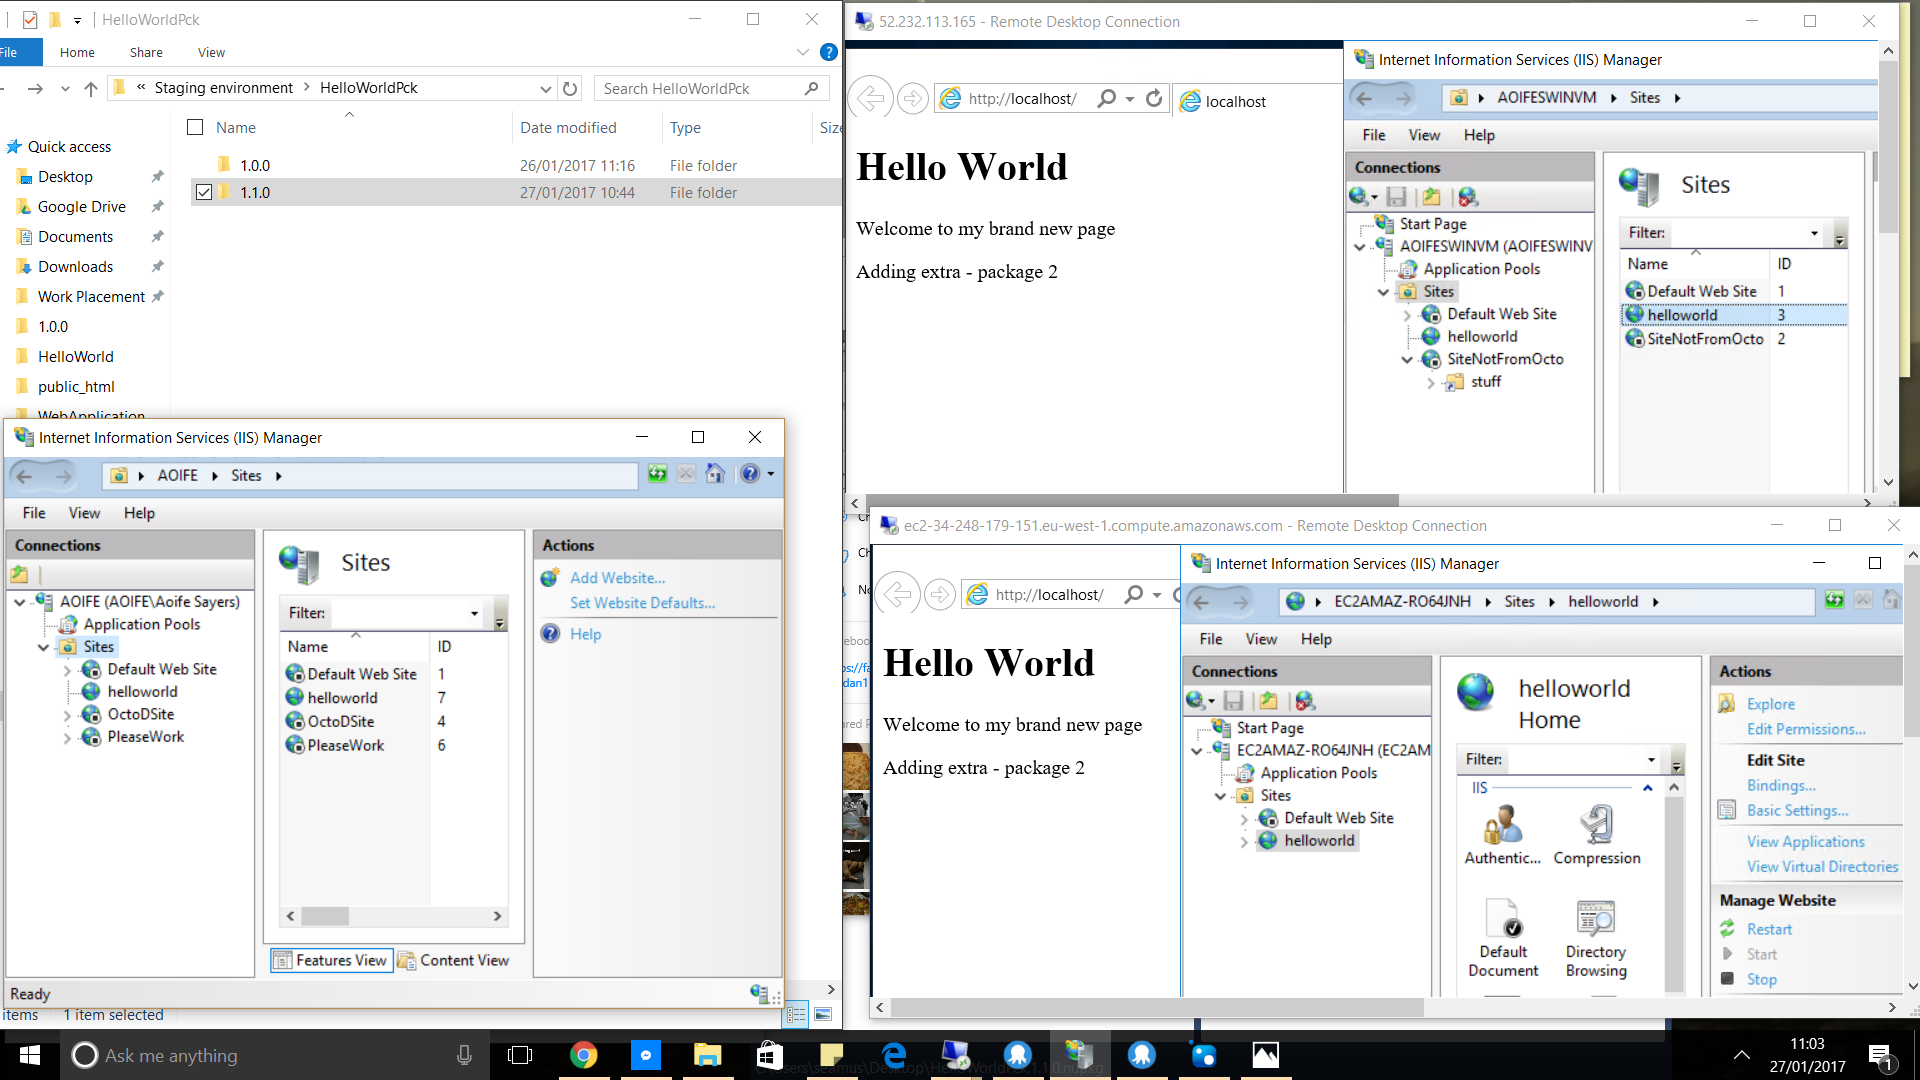 HelloWorldPck
File
Home
Share
View
Staging environment
HelloWorldPck
Search HelloWorldPck
Name
Date modified
Type
Size
Quick access
1.0.0
26/01/2017 11:16
File folder
1.1.0
27/01/2017 10:44
File folder
Desktop
Google Drive
Documents
Downloads
Work Placement
1.0.0
HelloWorld
public_html
WebApplication
items
1 item selected
Internet Information Services (IIS) Manager
AOIFE
Sites
File
View
Help
Connections
AOIFE (AOIFE\Aoife Sayers)
Application Pools
Sites
Default Web Site
helloworld
OctoDSite
PleaseWork
Sites
Filter:
Name
ID
Default Web Site
1
helloworld
7
OctoDSite
4
PleaseWork
6
Features View
Content View
Actions
Add Website...
Set Website Defaults...
Help
Ready
52.232.113.165 - Remote Desktop Connection
http://localhost/
localhost
Hello World
Welcome to my brand new page
Adding extra - package 2
Internet Information Services (IIS) Manager
AOIFESWINVM
Sites
File
View
Help
Connections
Start Page
AOIFESWINVM (AOIFESWINV
Application Pools
Sites
Default Web Site
helloworld
SiteNotFromOcto
stuff
Sites
Filter:
Name
ID
Default Web Site
1
helloworld
3
SiteNotFromOcto
2
ec2-34-248-179-151.eu-west-1.compute.amazonaws.com - Remote Desktop Connection
http://localhost/
Hello World
Welcome to my brand new page
Adding extra - package 2
Internet Information Services (IIS) Manager
EC2AMAZ-RO64JNH
Sites
helloworld
File
View
Help
Connections
Start Page
EC2AMAZ-RO64JNH (EC2AM
Application Pools
Sites
Default Web Site
helloworld
helloworld
Home
Filter:
IIS
Authentic...
Compression
Default
Document
Directory
Browsing
Actions
Explore
Edit Permissions...
Edit Site
Bindings...
Basic Settings...
View Applications
View Virtual Directories
Manage Website
Restart
Start
Stop
Ask me anything
11:03
27/01/2017
1